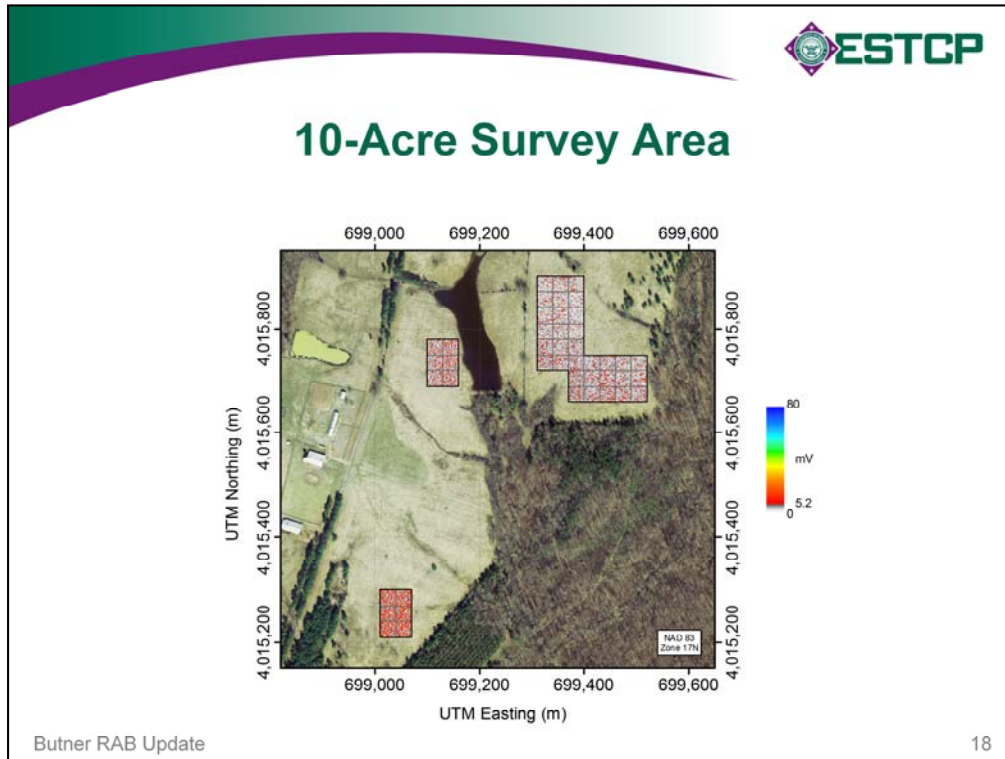 ESTCP
10-Acre Survey Area
699,000 699,200 699,400 699,600
4,015,800
4,015,600
4,015,400
4,015,200
UTM Northing (m)
4,015,800
4,015,600
4,015,400
4,015,200
80
mV
5.2
0
NAD 83
Zone 17N
699,000 699,200 699,400 699,600
UTM Easting (m)
Butner RAB Update
18